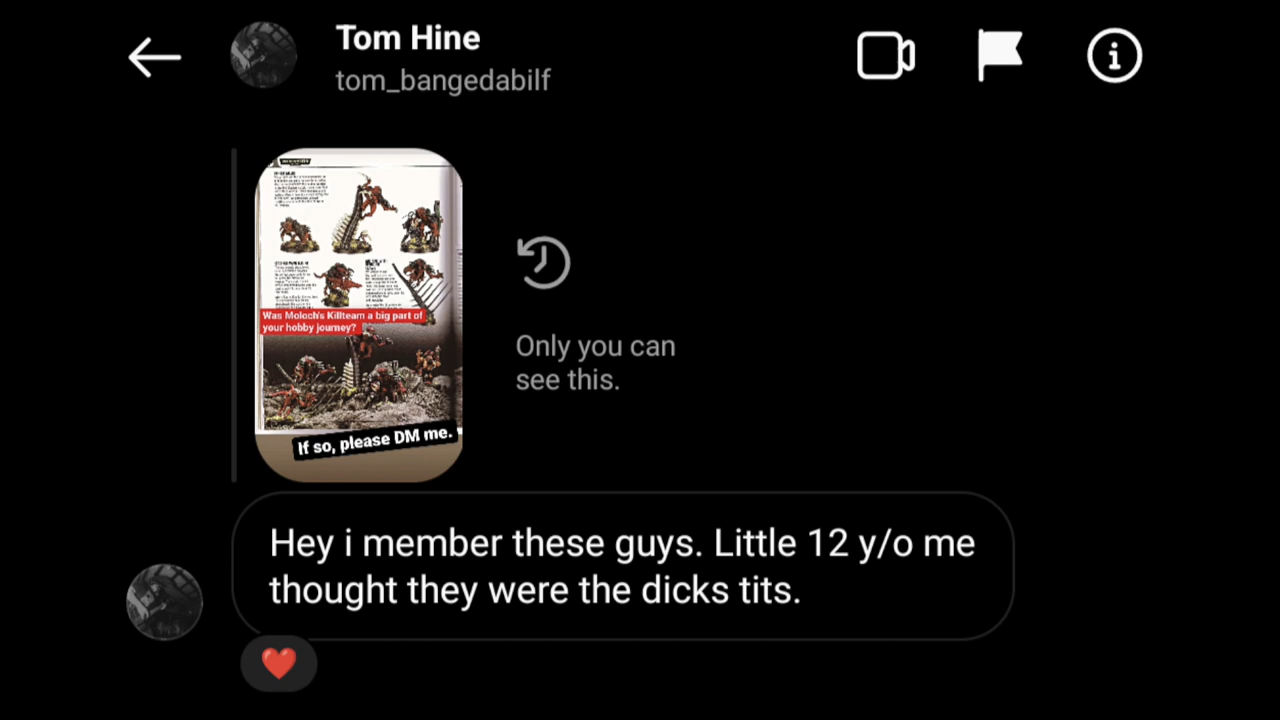 Tom Hine
tom_bangedabilf
Was Moloch's Killteam a big part of
your hobby journey?
If so, please DM me.
Only you can
see this.
Hey i member these guys. Little 12 y/o me
thought they were the dicks tits.